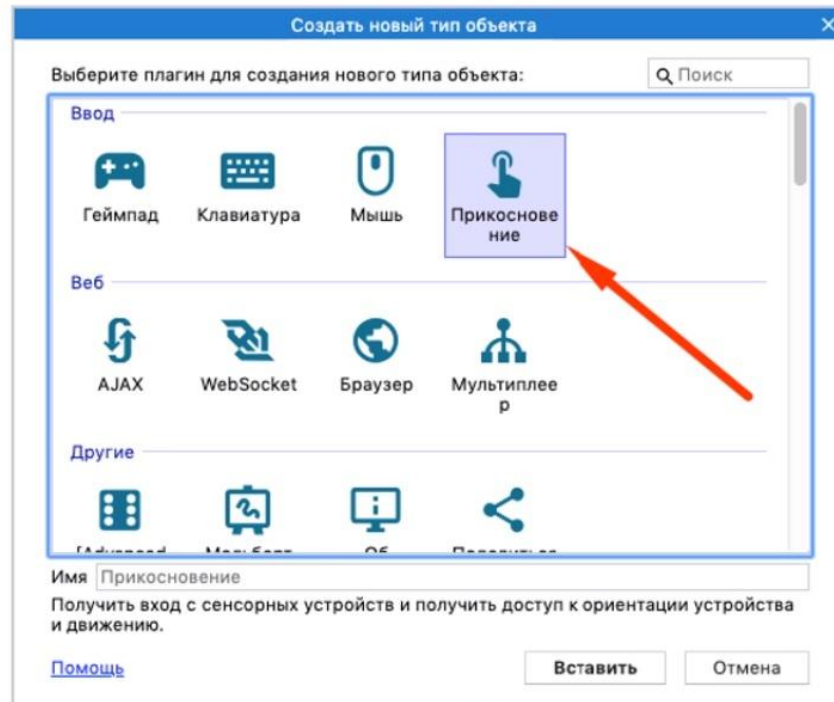 Создать новый тип объекта
Выберите плагин для создания нового типа объекта:
Поиск
Ввод
Геймпад
Клавиатура
Мышь
Прикоснове
ние
Веб
AJAX
WebSocket
Браузер
Мультиплее
р
Другие
Имя Прикосновение
Получить вход с сенсорных устройств и получить доступ к ориентации устройства
и движению.
Помощь
Вставить
Отмена